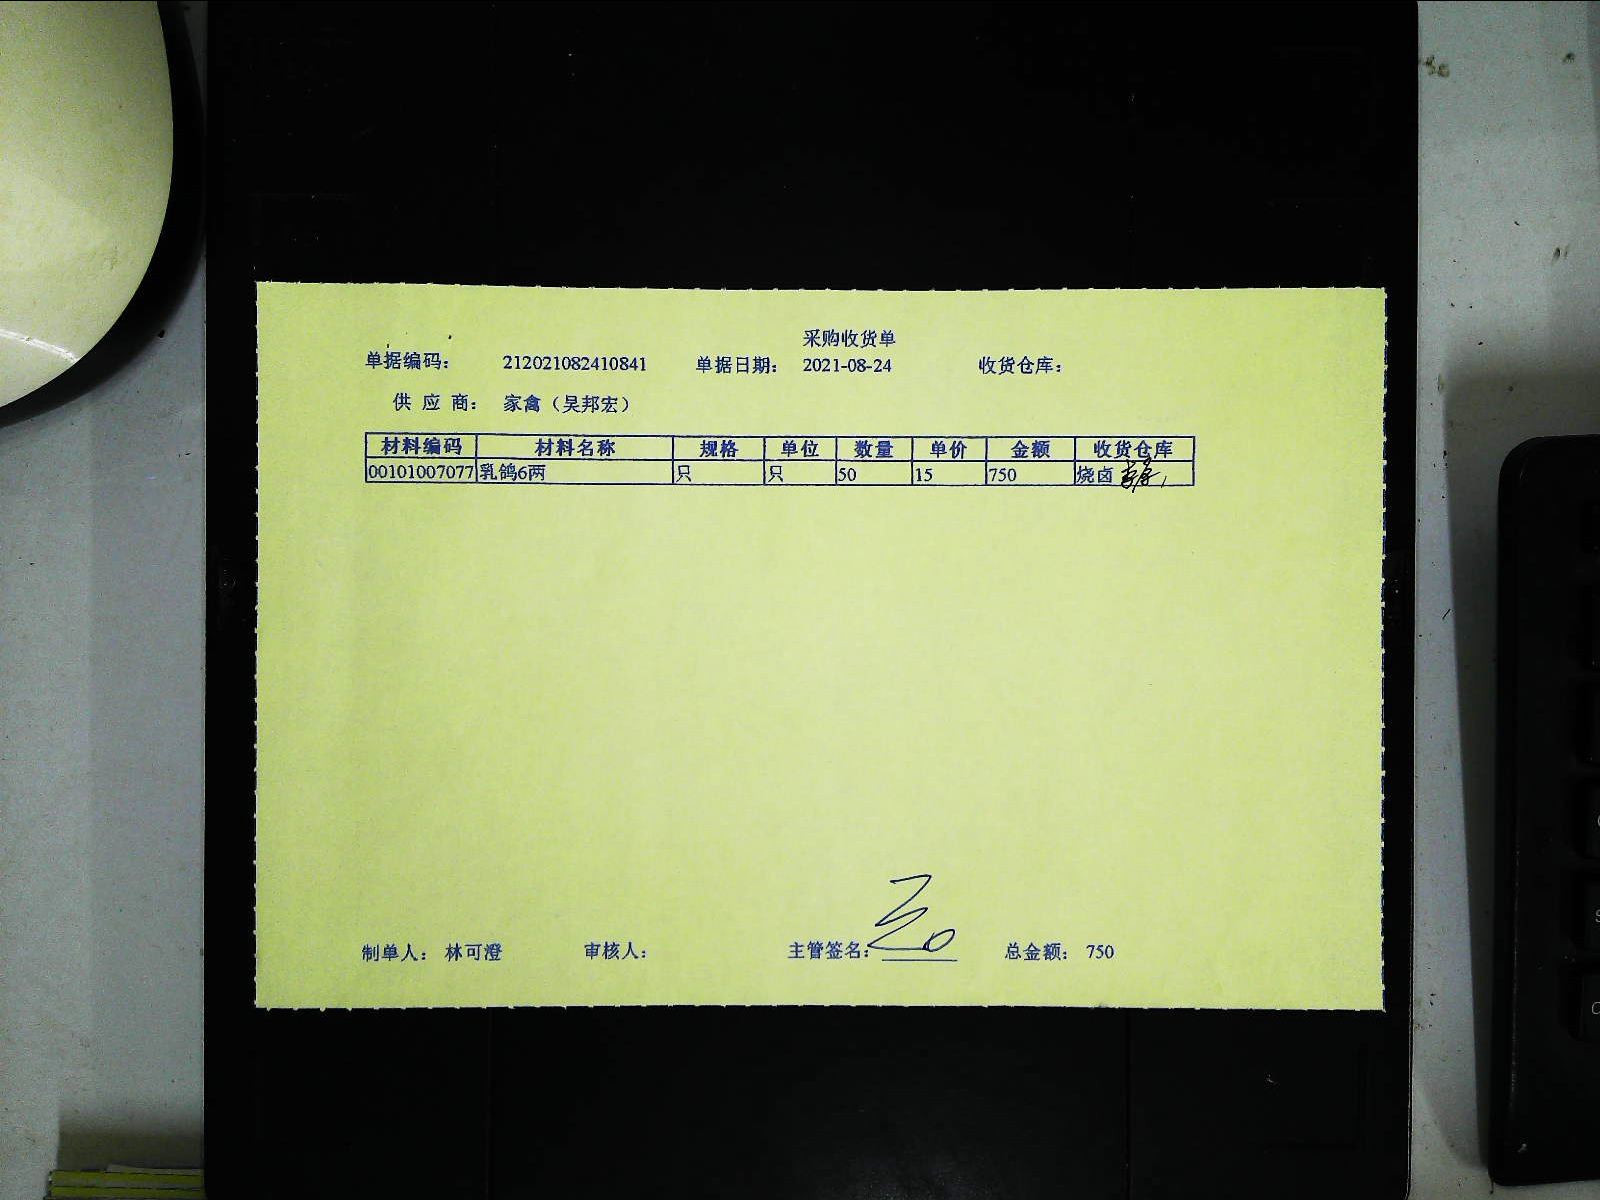 采购收货单
单据编码： 212021082410841 单据日期： 2021-08-24 收货仓库：
供 应 商： 家禽（吴邦宏）
材料编码 材料名称 规格 单位 数量 单价 金额 收货仓库
00101007077 乳鸽6两 只 只 50 15 750 烧卤
制单人： 林可澄 审核人： 主管签名： 总金额： 750